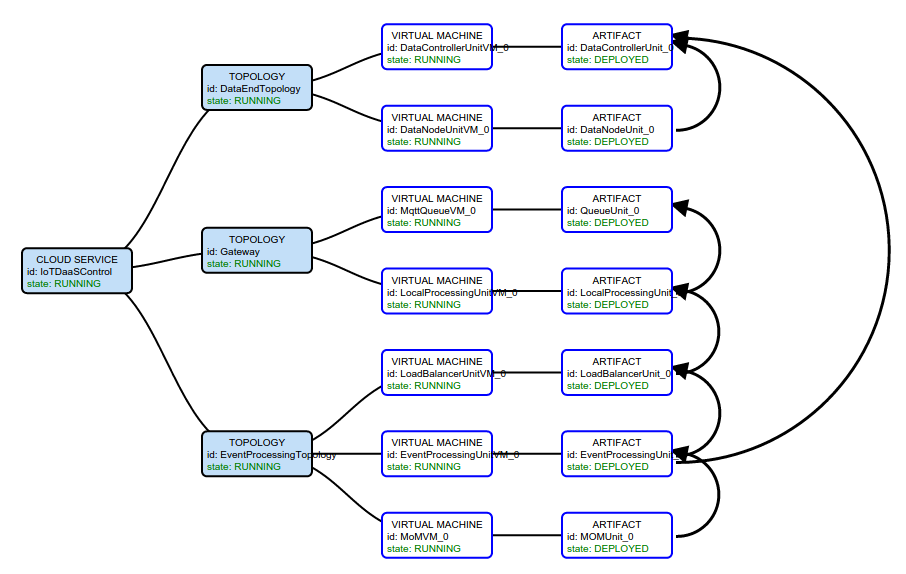 CLOUD SERVICE
id: IoTDaaSControl
state: RUNNING
TOPOLOGY
id: DataEndTopology
state: RUNNING
TOPOLOGY
id: Gateway
state: RUNNING
TOPOLOGY
id: EventProcessingTopology
state: RUNNING
VIRTUAL MACHINE
id: DataControllerUnitVM_0
state: RUNNING
VIRTUAL MACHINE
id: DataNodeUnitVM_0
state: RUNNING
VIRTUAL MACHINE
id: MqttQueueVM_0
state: RUNNING
VIRTUAL MACHINE
id: LocalProcessingUnitVM_0
state: RUNNING
VIRTUAL MACHINE
id: LoadBalancerUnitVM_0
state: RUNNING
VIRTUAL MACHINE
id: EventProcessingUnitVM_0
state: RUNNING
VIRTUAL MACHINE
id: MoMVM_0
state: RUNNING
ARTIFACT
id: DataControllerUnit_0
state: DEPLOYED
ARTIFACT
id: DataNodeUnit_0
state: DEPLOYED
ARTIFACT
id: QueueUnit_0
state: DEPLOYED
ARTIFACT
id: LocalProcessingUnit_
state: DEPLOYED
ARTIFACT
id: LoadBalancerUnit_0
state: DEPLOYED
ARTIFACT
id: EventProcessingUnit_
state: DEPLOYED
ARTIFACT
id: MOMUnit_0
state: DEPLOYED